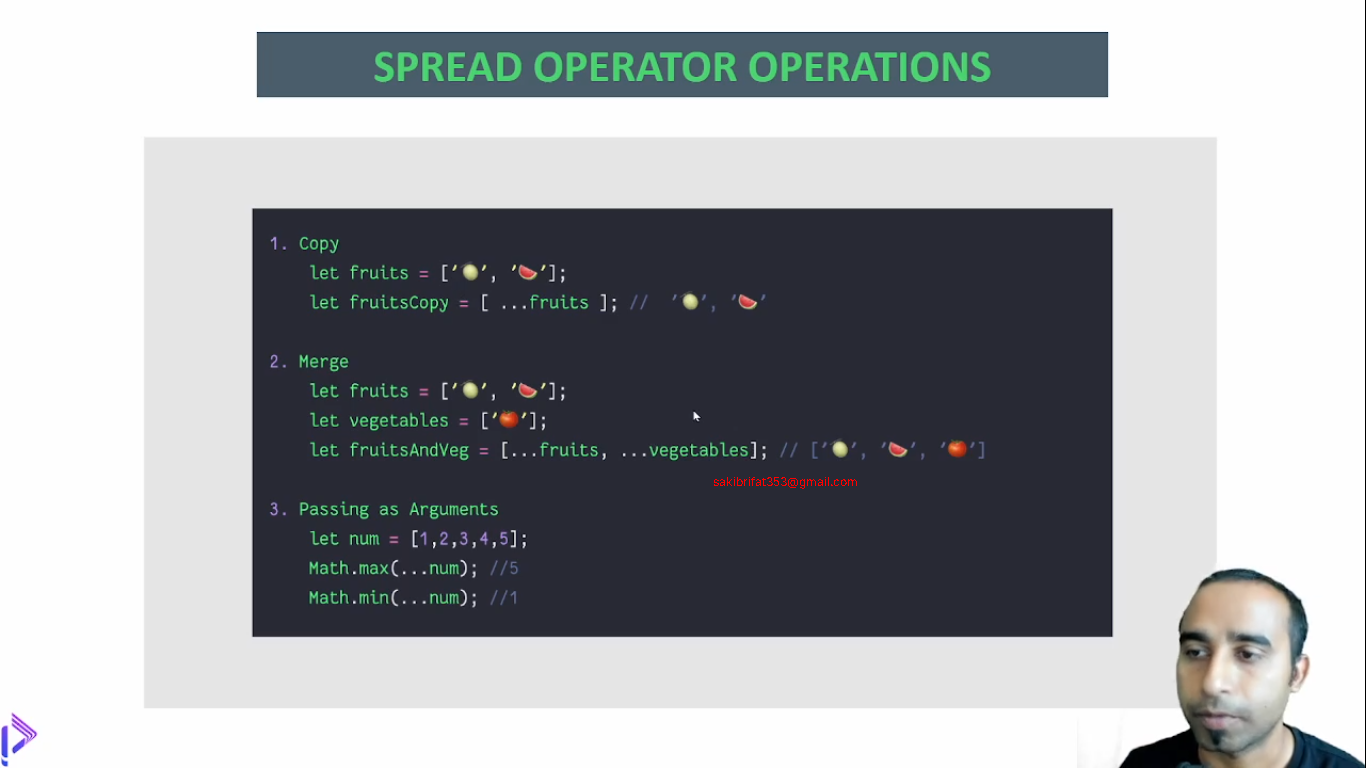 SPREAD OPERATOR OPERATIONS
1. Copy
let fruits = ['🍈', '🍉'];
let fruitsCopy = [ ...fruits ]; // '🍈', '🍉'
2. Merge
let fruits = ['🍈', '🍉'];
let vegetables = ['🍅'];
let fruitsAndVeg = [...fruits, ...vegetables]; // ['🍈', '🍉', '🍅']
sakibrifat353@gmail.com
3. Passing as Arguments
let num = [1,2,3,4,5];
Math.max(...num); //5
Math.min(...num); //1